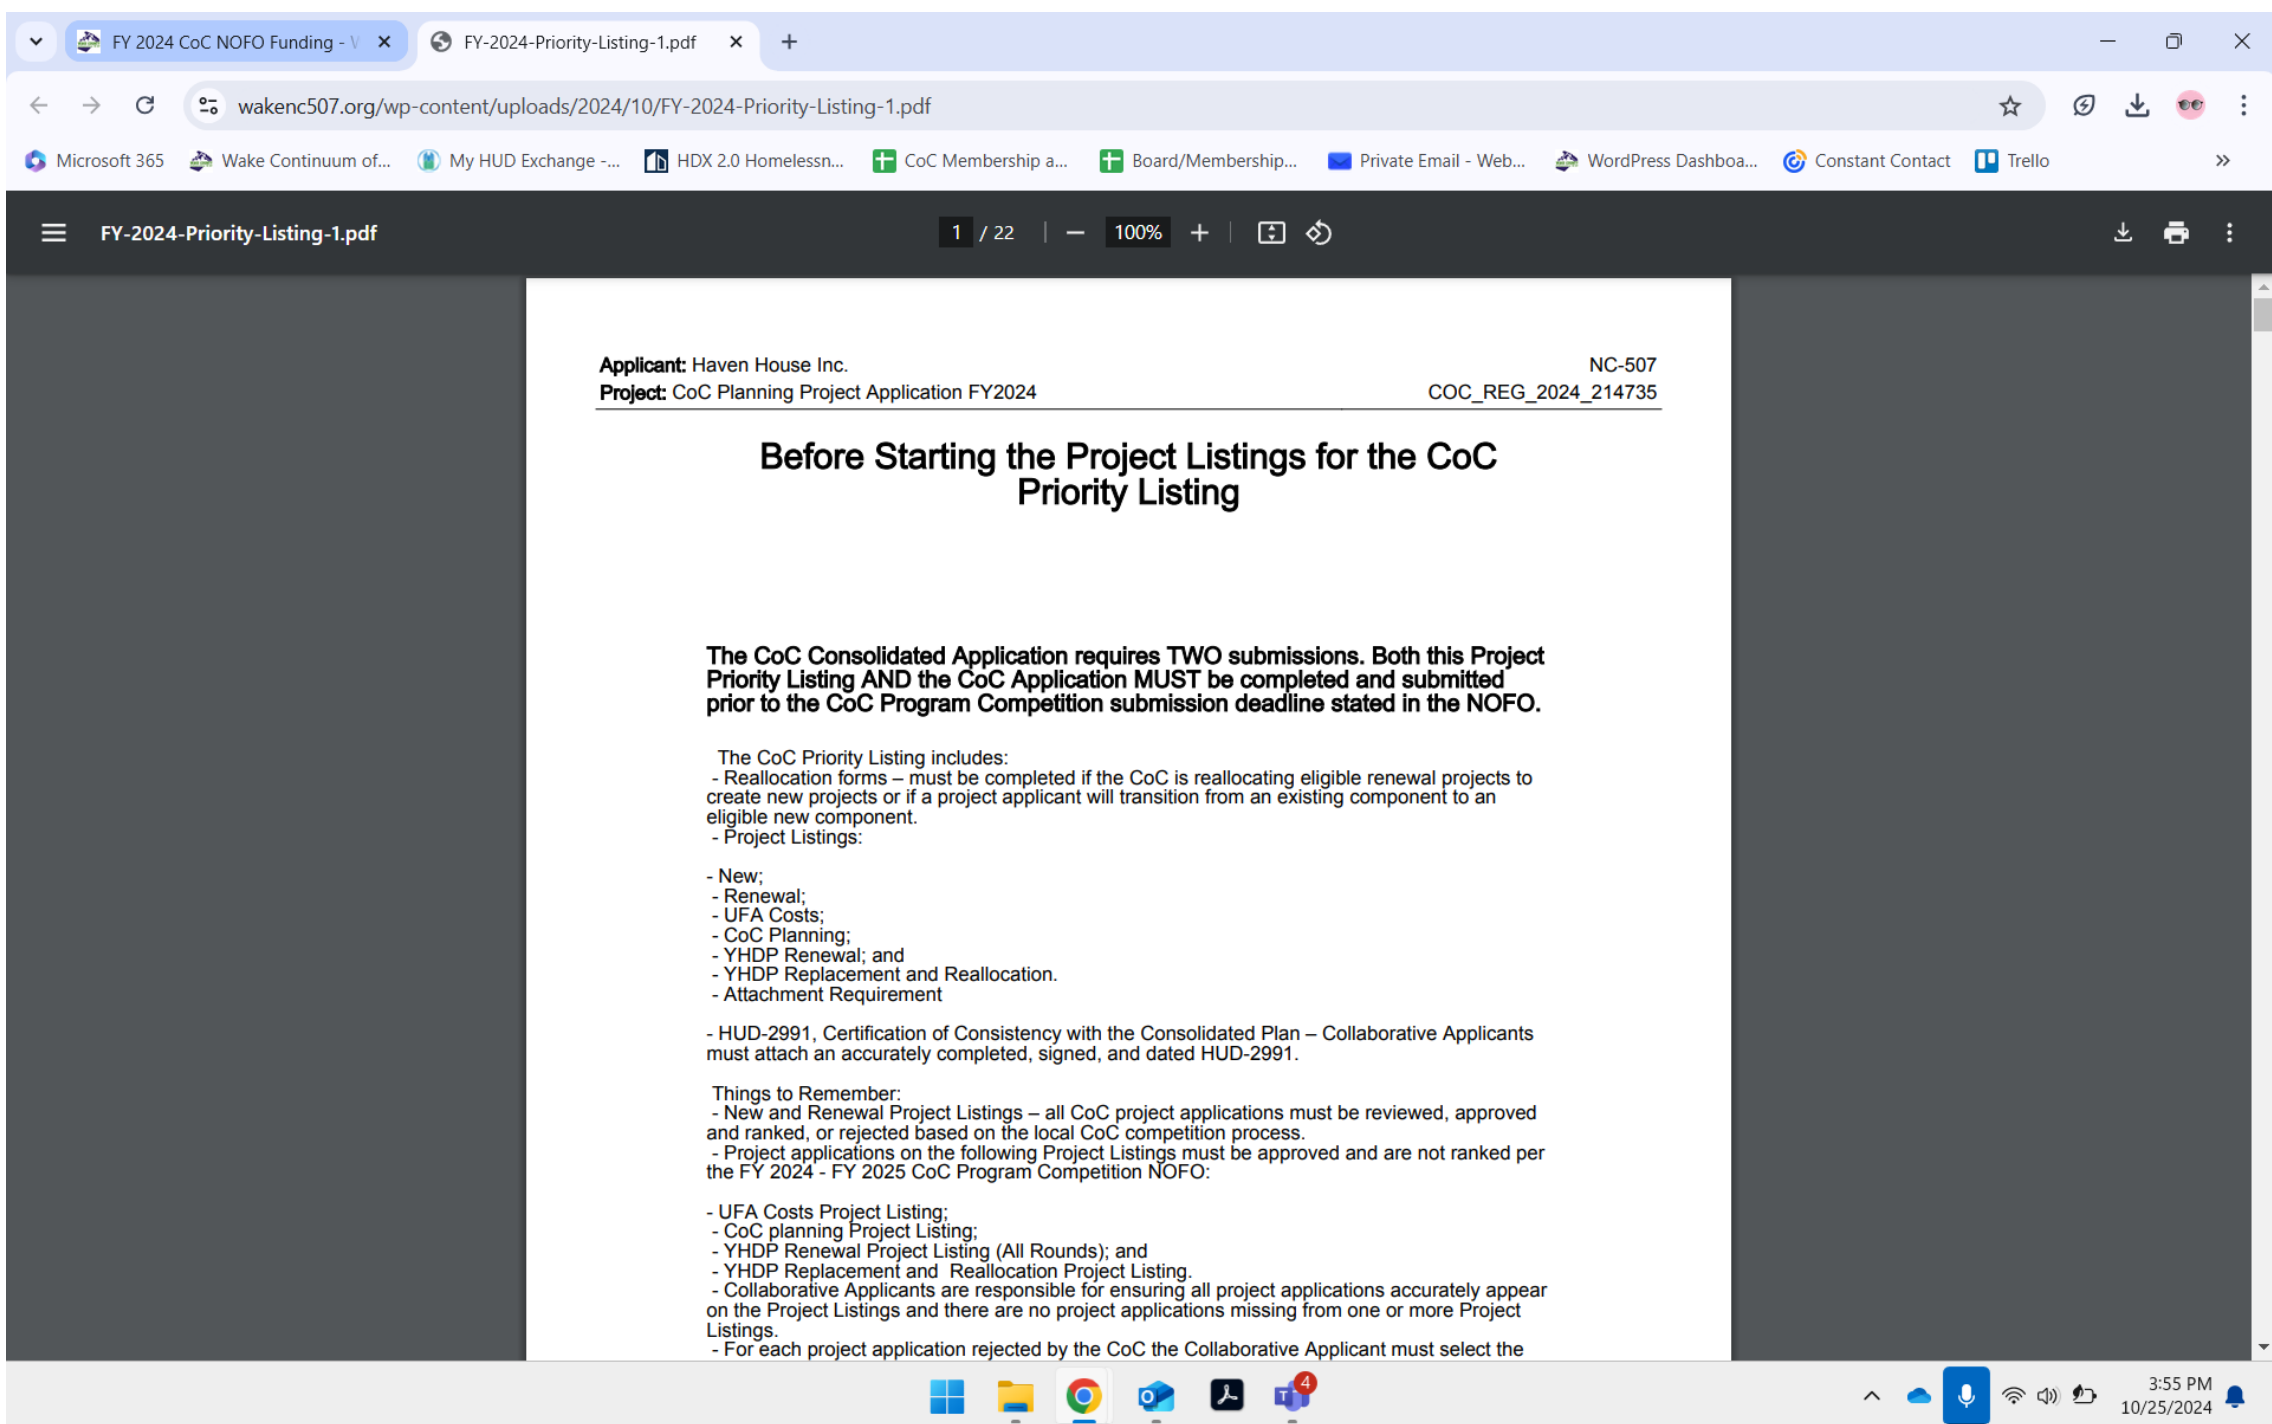 FY 2024 CoC NOFO Funding - W
FY-2024-Priority-Listing-1.pdf
wakenc507.org/wp-content/uploads/2024/10/FY-2024-Priority-Listing-1.pdf
Microsoft 365 Wake Continuum of... My HUD Exchange -... HDX 2.0 Homelessn... CoC Membership a... Board/Membership... Private Email - Web... WordPress Dashboa... Constant Contact Trello
FY-2024-Priority-Listing-1.pdf 1 / 22 100%
Applicant: Haven House Inc. NC-507
Project: CoC Planning Project Application FY2024 COC_REG_2024_214735
Before Starting the Project Listings for the CoC
Priority Listing
The CoC Consolidated Application requires TWO submissions. Both this Project
Priority Listing AND the CoC Application MUST be completed and submitted
prior to the CoC Program Competition submission deadline stated in the NOFO.
The CoC Priority Listing includes:
- Reallocation forms – must be completed if the CoC is reallocating eligible renewal projects to
create new projects or if a project applicant will transition from an existing component to an
eligible new component.
- Project Listings:
- New;
- Renewal;
- UFA Costs;
- CoC Planning;
- YHDP Renewal; and
- YHDP Replacement and Reallocation.
- Attachment Requirement
- HUD-2991, Certification of Consistency with the Consolidated Plan – Collaborative Applicants
must attach an accurately completed, signed, and dated HUD-2991.
Things to Remember:
- New and Renewal Project Listings – all CoC project applications must be reviewed, approved
and ranked, or rejected based on the local CoC competition process.
- Project applications on the following Project Listings must be approved and are not ranked per
the FY 2024 - FY 2025 CoC Program Competition NOFO:
- UFA Costs Project Listing;
- CoC planning Project Listing;
- YHDP Renewal Project Listing (All Rounds); and
- YHDP Replacement and Reallocation Project Listing.
- Collaborative Applicants are responsible for ensuring all project applications accurately appear
on the Project Listings and there are no project applications missing from one or more Project
Listings.
- For each project application rejected by the CoC the Collaborative Applicant must select the
4
3:55 PM
10/25/2024